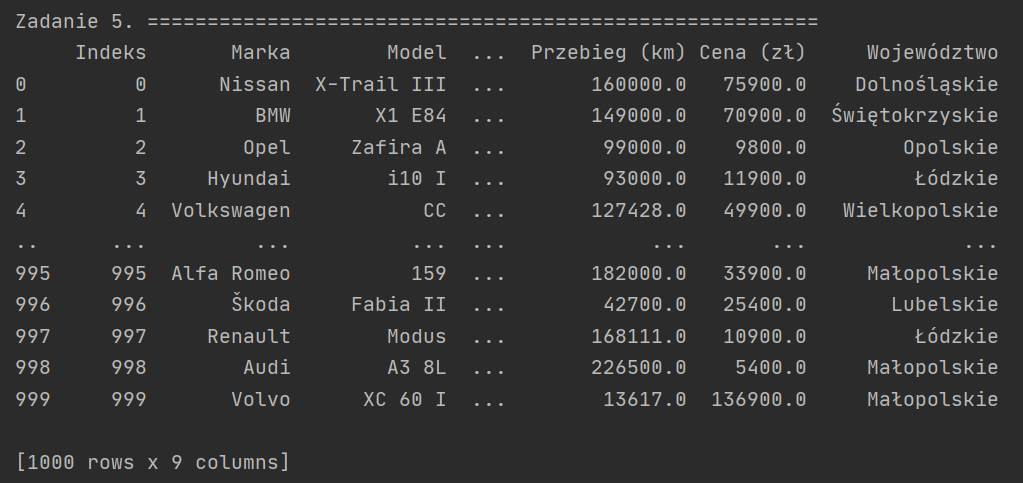 Zadanie 5. ========================================================
     Indeks       Marka        Model  ...  Przebieg (km) Cena (zł)     Województwo
0         0      Nissan  X-Trail III  ...       160000.0   75900.0    Dolnośląskie
1         1         BMW       X1 E84  ...       149000.0   70900.0  Świętokrzyskie
2         2        Opel     Zafira A  ...        99000.0    9800.0        Opolskie
3         3     Hyundai        i10 I  ...        93000.0   11900.0         Łódzkie
4         4  Volkswagen           CC  ...       127428.0   49900.0   Wielkopolskie
..      ...         ...          ...  ...            ...       ...             ...
995     995  Alfa Romeo          159  ...       182000.0   33900.0     Małopolskie
996     996       Škoda     Fabia II  ...        42700.0   25400.0       Lubelskie
997     997     Renault        Modus  ...       168111.0   10900.0         Łódzkie
998     998        Audi        A3 8L  ...       226500.0    5400.0     Małopolskie
999     999       Volvo      XC 60 I  ...        13617.0  136900.0     Małopolskie
[1000 rows x 9 columns]